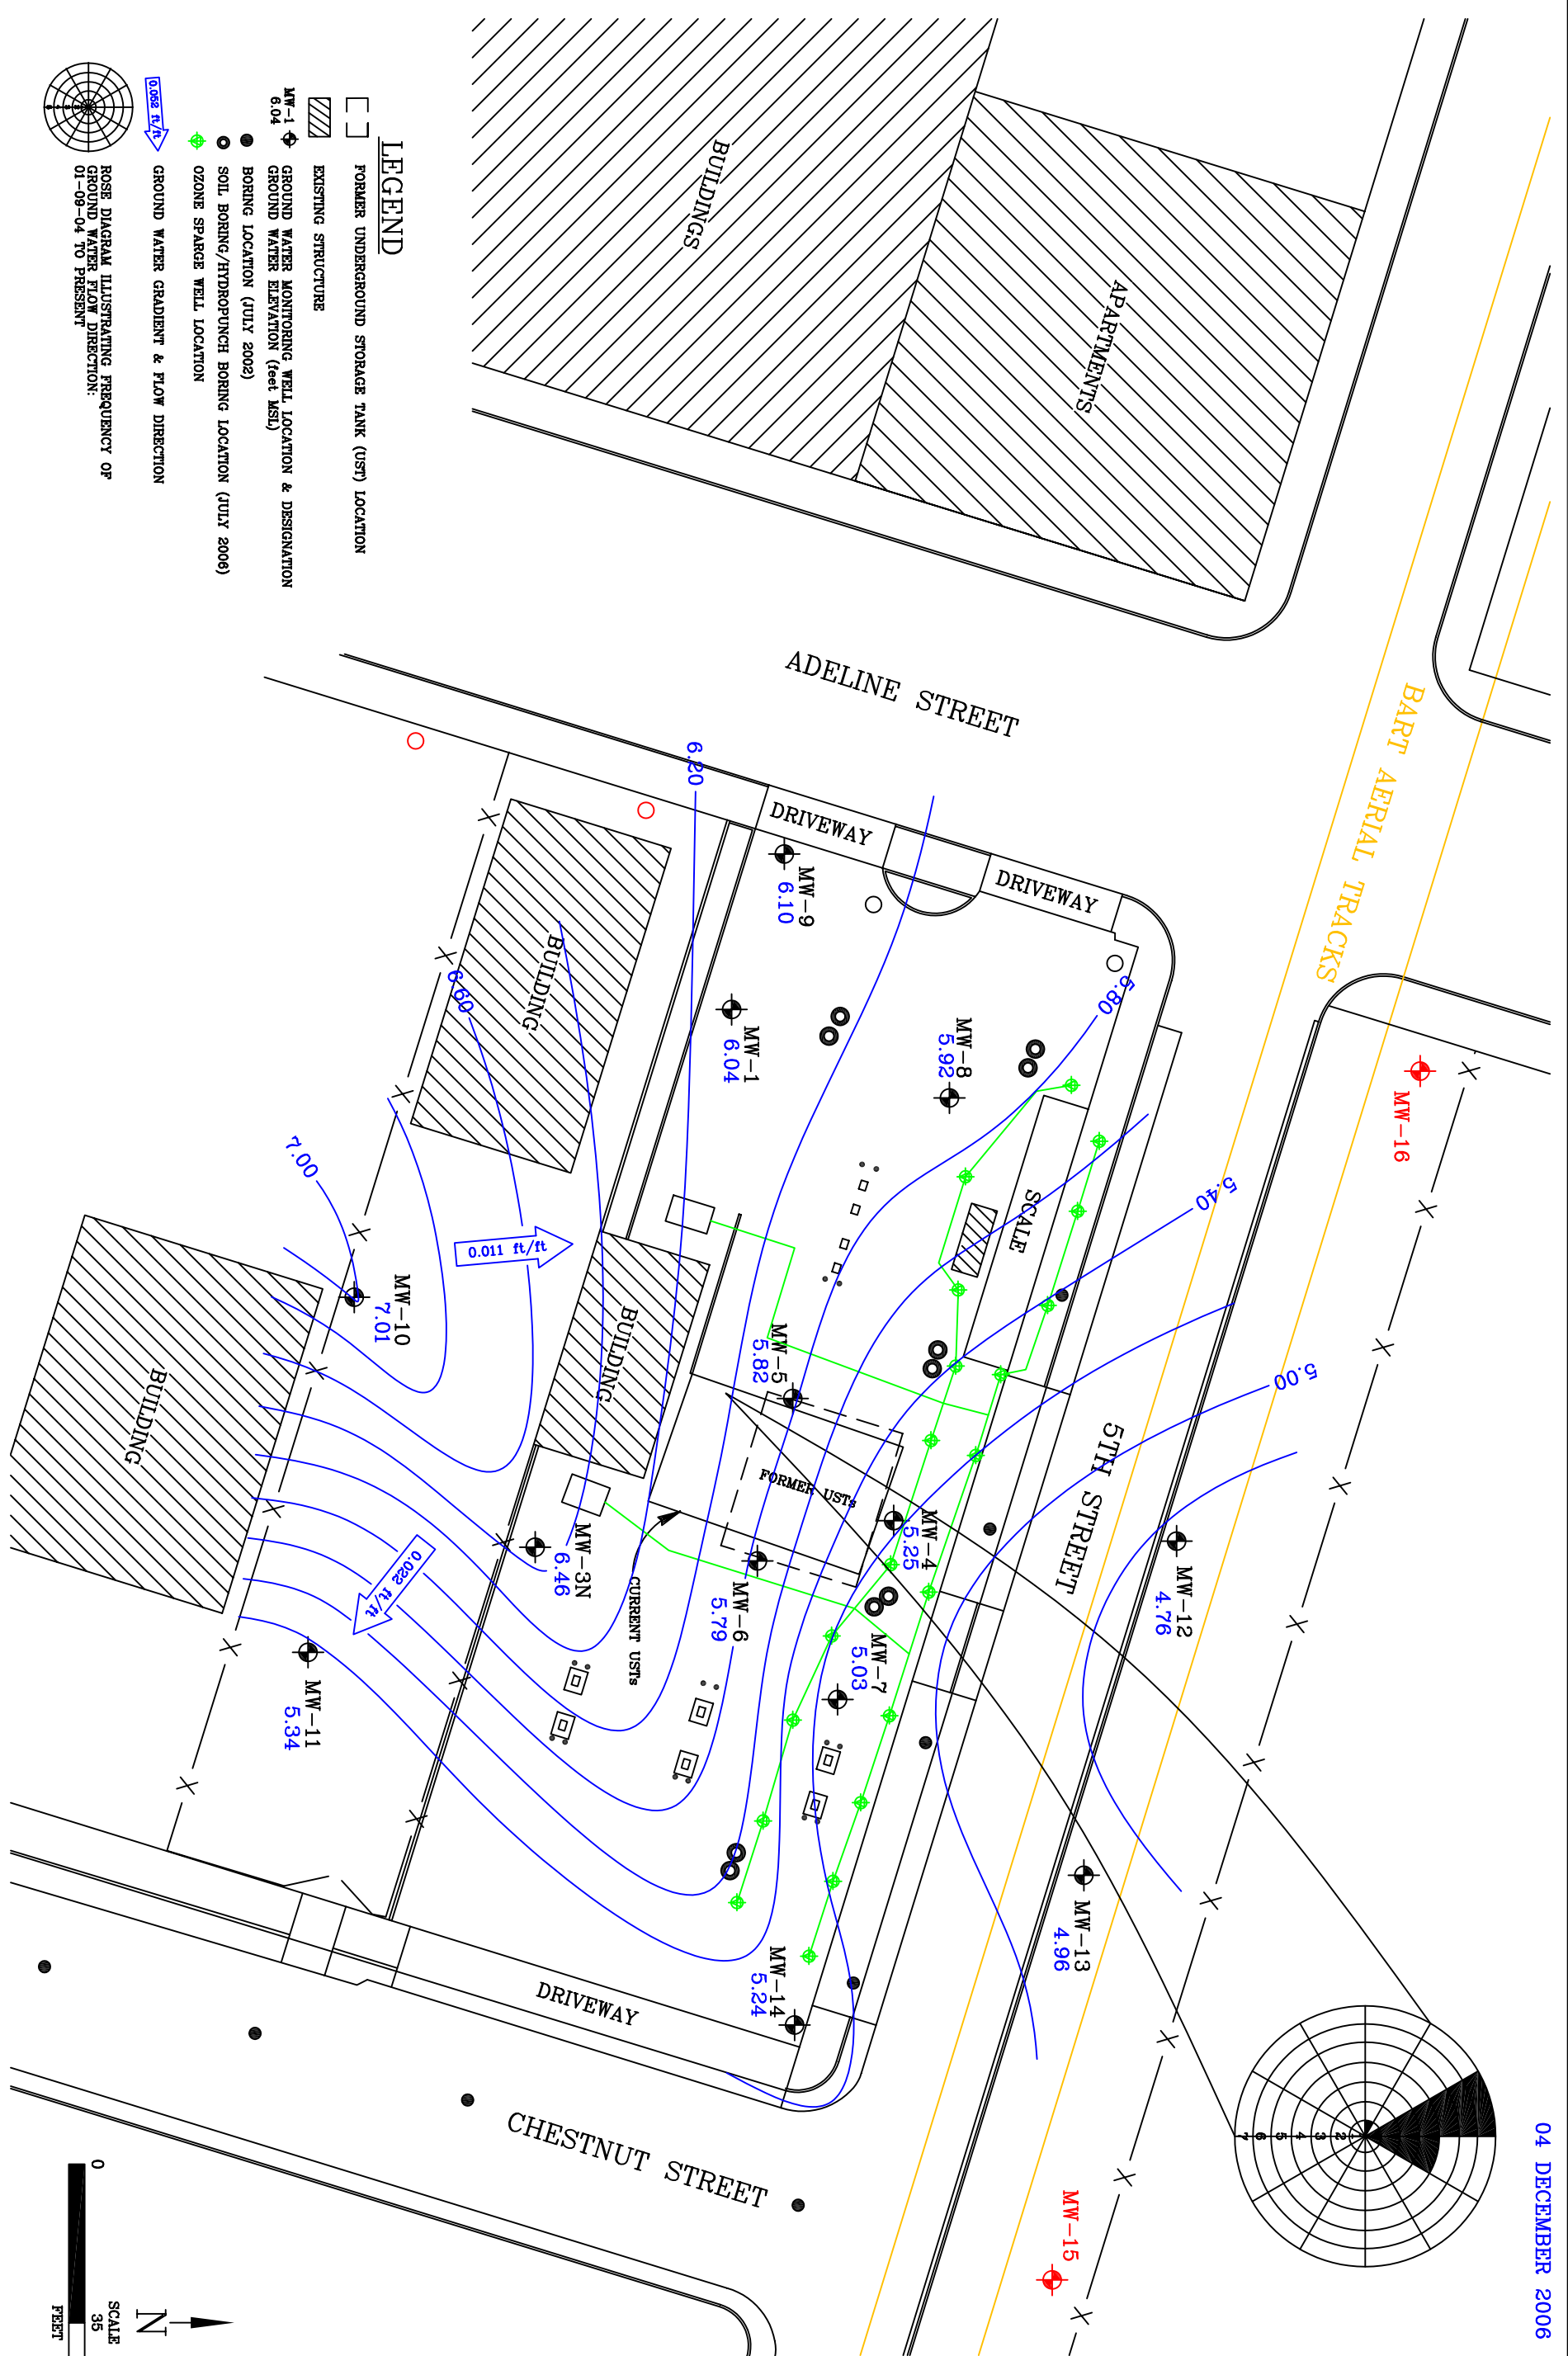 04 DECEMBER 2006
BUILDINGS
APARTMENTS
BART AERIAL TRACKS
ADELINE STREET
5TH STREET
CHESTNUT STREET
MW-16
MW-15
MW-12
4.76
MW-13
4.96
DRIVEWAY
DRIVEWAY
DRIVEWAY
MW-9
6.10
MW-1
6.04
MW-8
5.92
SCALE
MW-5
5.82
FORMER USTs
MW-4
5.25
MW-7
5.03
MW-6
5.79
CURRENT USTs
MW-3N
6.46
MW-10
7.01
MW-11
5.34
MW-14
5.24
BUILDING
BUILDING
BUILDING
6.20
6.60
7.00
5.80
5.40
5.00
0.011 ft/ft
0.022 ft/ft
7 6 5 4 3 2 1
LEGEND
FORMER UNDERGROUND STORAGE TANK (UST) LOCATION
EXISTING STRUCTURE
MW-1
6.04
GROUND WATER MONITORING WELL LOCATION & DESIGNATION
GROUND WATER ELEVATION (feet MSL)
BORING LOCATION (JULY 2002)
SOIL BORING/HYDROPUNCH BORING LOCATION (JULY 2006)
OZONE SPARGE WELL LOCATION
0.052 ft/ft
GROUND WATER GRADIENT & FLOW DIRECTION
ROSE DIAGRAM ILLUSTRATING FREQUENCY OF
GROUND WATER FLOW DIRECTION:
01-09-04 TO PRESENT
N
SCALE
0 35
FEET